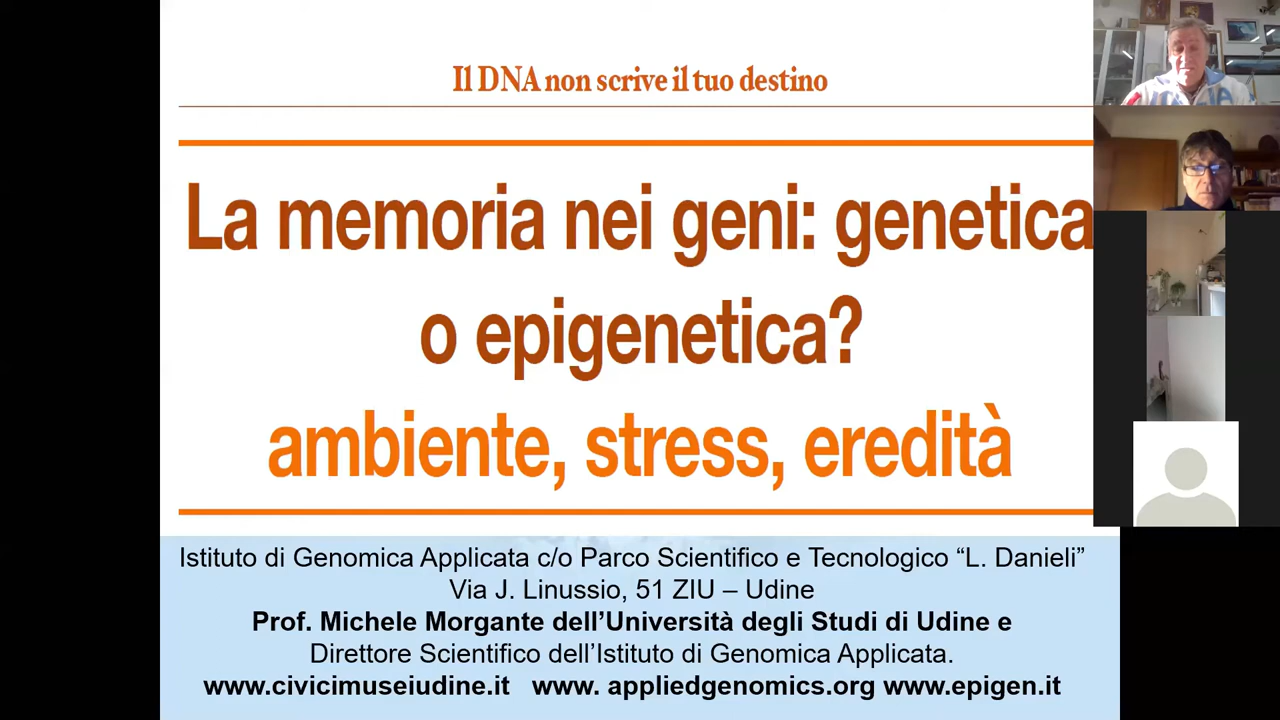 Il DNA non scrive il tuo destino
La memoria nei geni: genetica
o epigenetica?
ambiente, stress, eredità
Istituto di Genomica Applicata c/o Parco Scientifico e Tecnologico “L. Danieli”
Via J. Linussio, 51 ZIU – Udine
Prof. Michele Morgante dell’Università degli Studi di Udine e
Direttore Scientifico dell’Istituto di Genomica Applicata.
www.civicimuseiudine.it www. appliedgenomics.org www.epigen.it